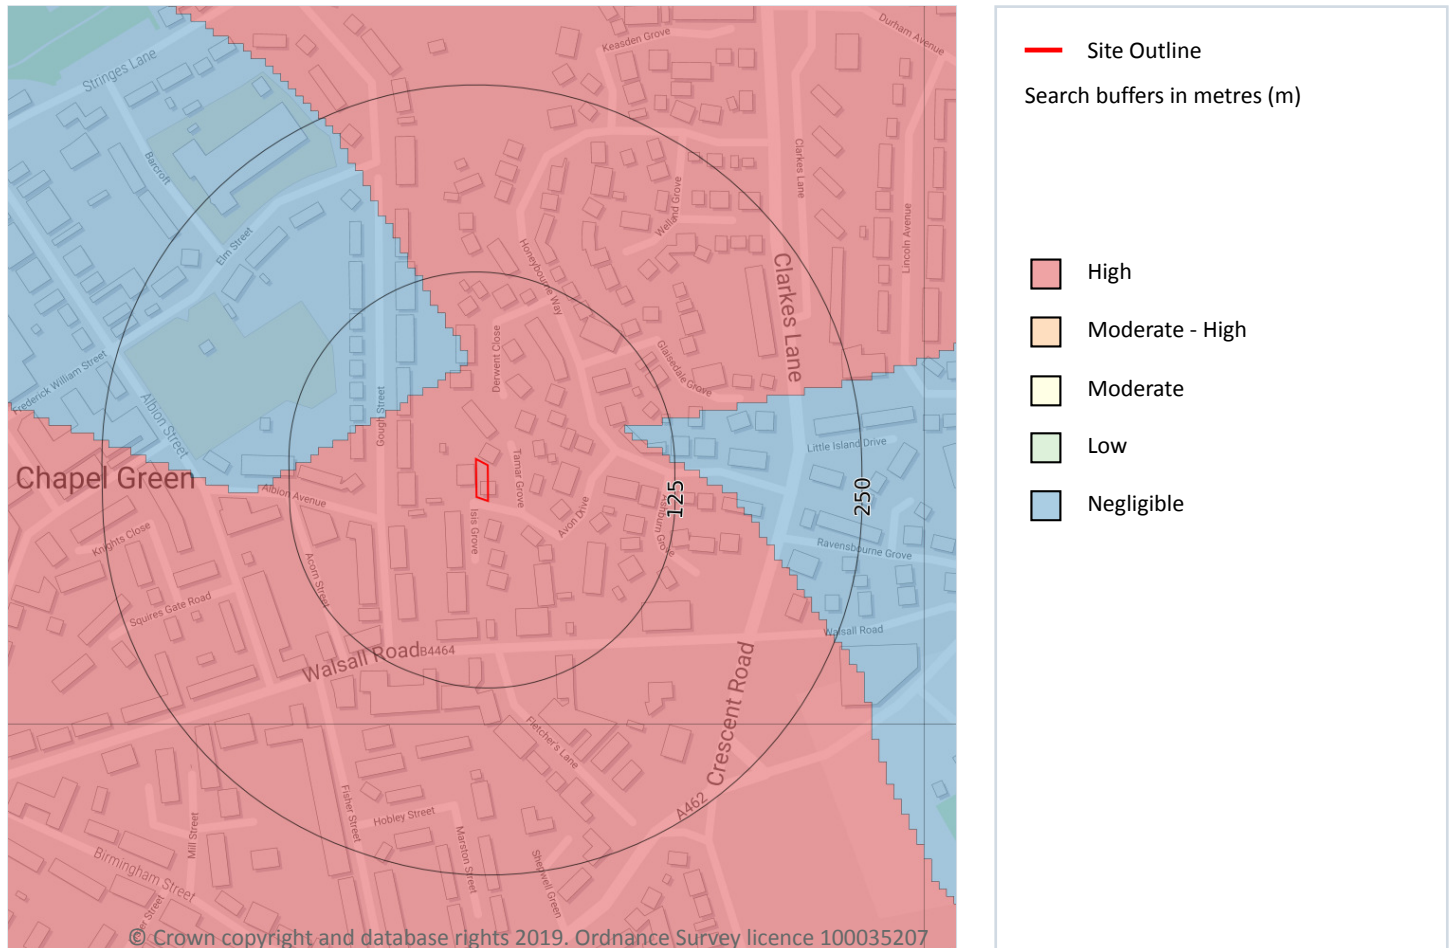 Keasden Grove
Durham Avenue
Stringes Lane
Barcroft
Clarkes Lane
Welland Grove
Lincoln Avenue
Elm Street
Honeybourne Way
Clarkes Lane
Derwent Close
Glaisedale Grove
Frederick William Street
Albion Street
Gough Street
Little Island Drive
Chapel Green
Tamar Grove
125
250
Albion Avenue
Isis Grove
Avon Drive
Knights Close
Ravensbourne Grove
Acorn Street
Squires Gate Road
Walsall Road
Walsall Road B4464
Crescent Road
Fletcher's Lane
A462
Fisher Street
Hobley Street
Mill Street
Marston Street
Birmingham Street
Shepwell Green
Street
© Crown copyright and database rights 2019. Ordnance Survey licence 100035207
Site Outline
Search buffers in metres (m)
High
Moderate - High
Moderate
Low
Negligible